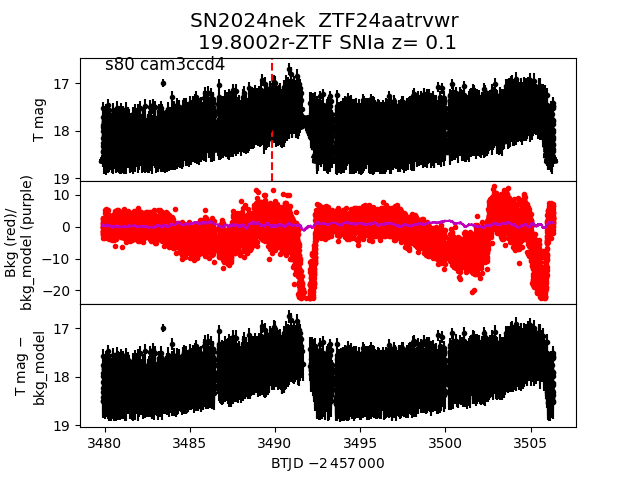 SN2024nek  ZTF24aatrvwr
19.8002r-ZTF SNIa z= 0.1
s80 cam3ccd4
17
18
19
T mag
10
0
−10
−20
Bkg (red)/
bkg_model (purple)
17
18
19
T mag −
bkg_model
3480
3485
3490
3495
3500
3505
BTJD −2 457 000